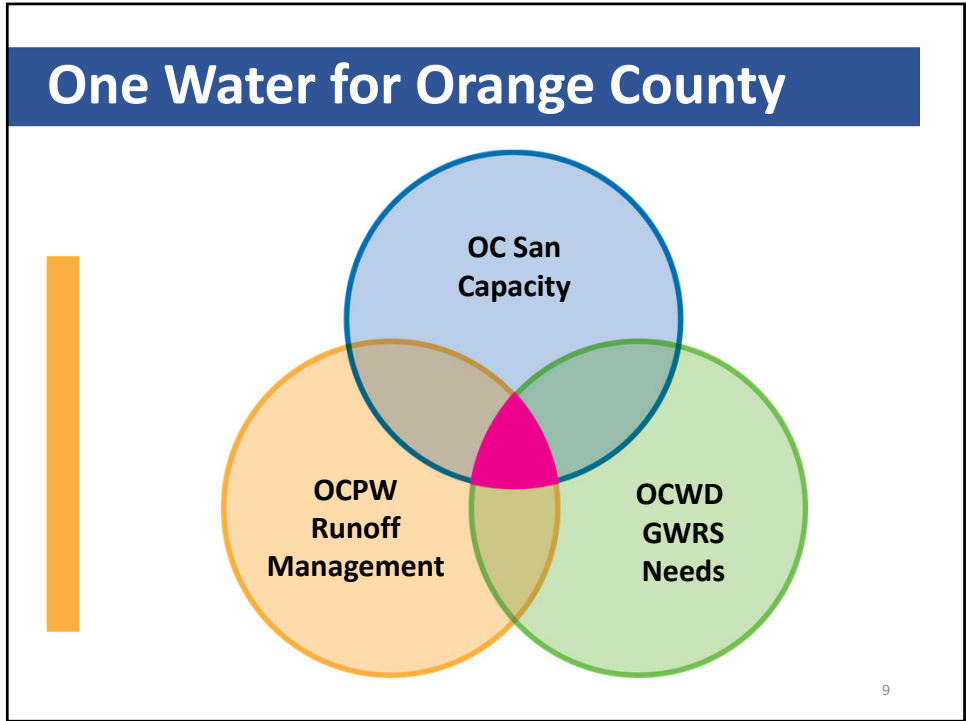 One Water for Orange County
OC San
Capacity
OCPW
Runoff
Management
OCWD
GWRS
Needs
9